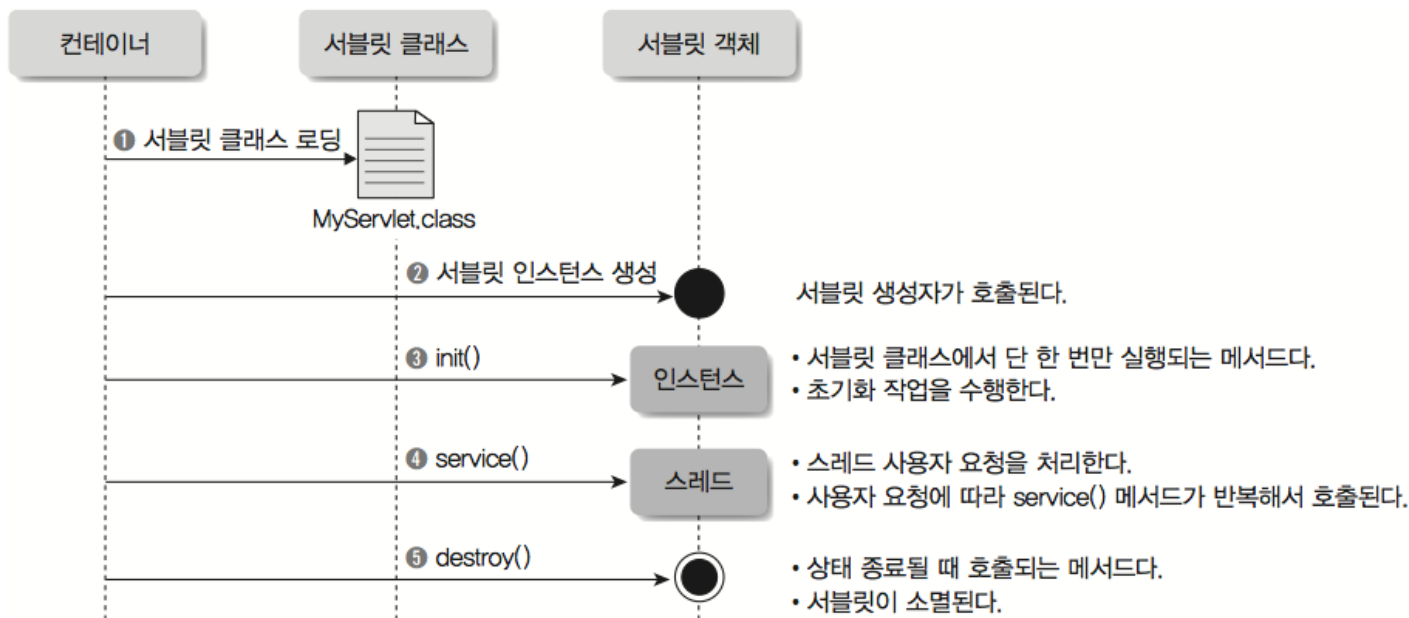 컨테이너
서블릿 클래스
서블릿 객체
❶ 서블릿 클래스 로딩
MyServlet.class
❷ 서블릿 인스턴스 생성
서블릿 생성자가 호출된다.
❸ init()
인스턴스
• 서블릿 클래스에서 단 한 번만 실행되는 메서드다.
• 초기화 작업을 수행한다.
❹ service()
스레드
• 스레드 사용자 요청을 처리한다.
• 사용자 요청에 따라 service() 메서드가 반복해서 호출된다.
❺ destroy()
• 상태 종료될 때 호출되는 메서드다.
• 서블릿이 소멸된다.